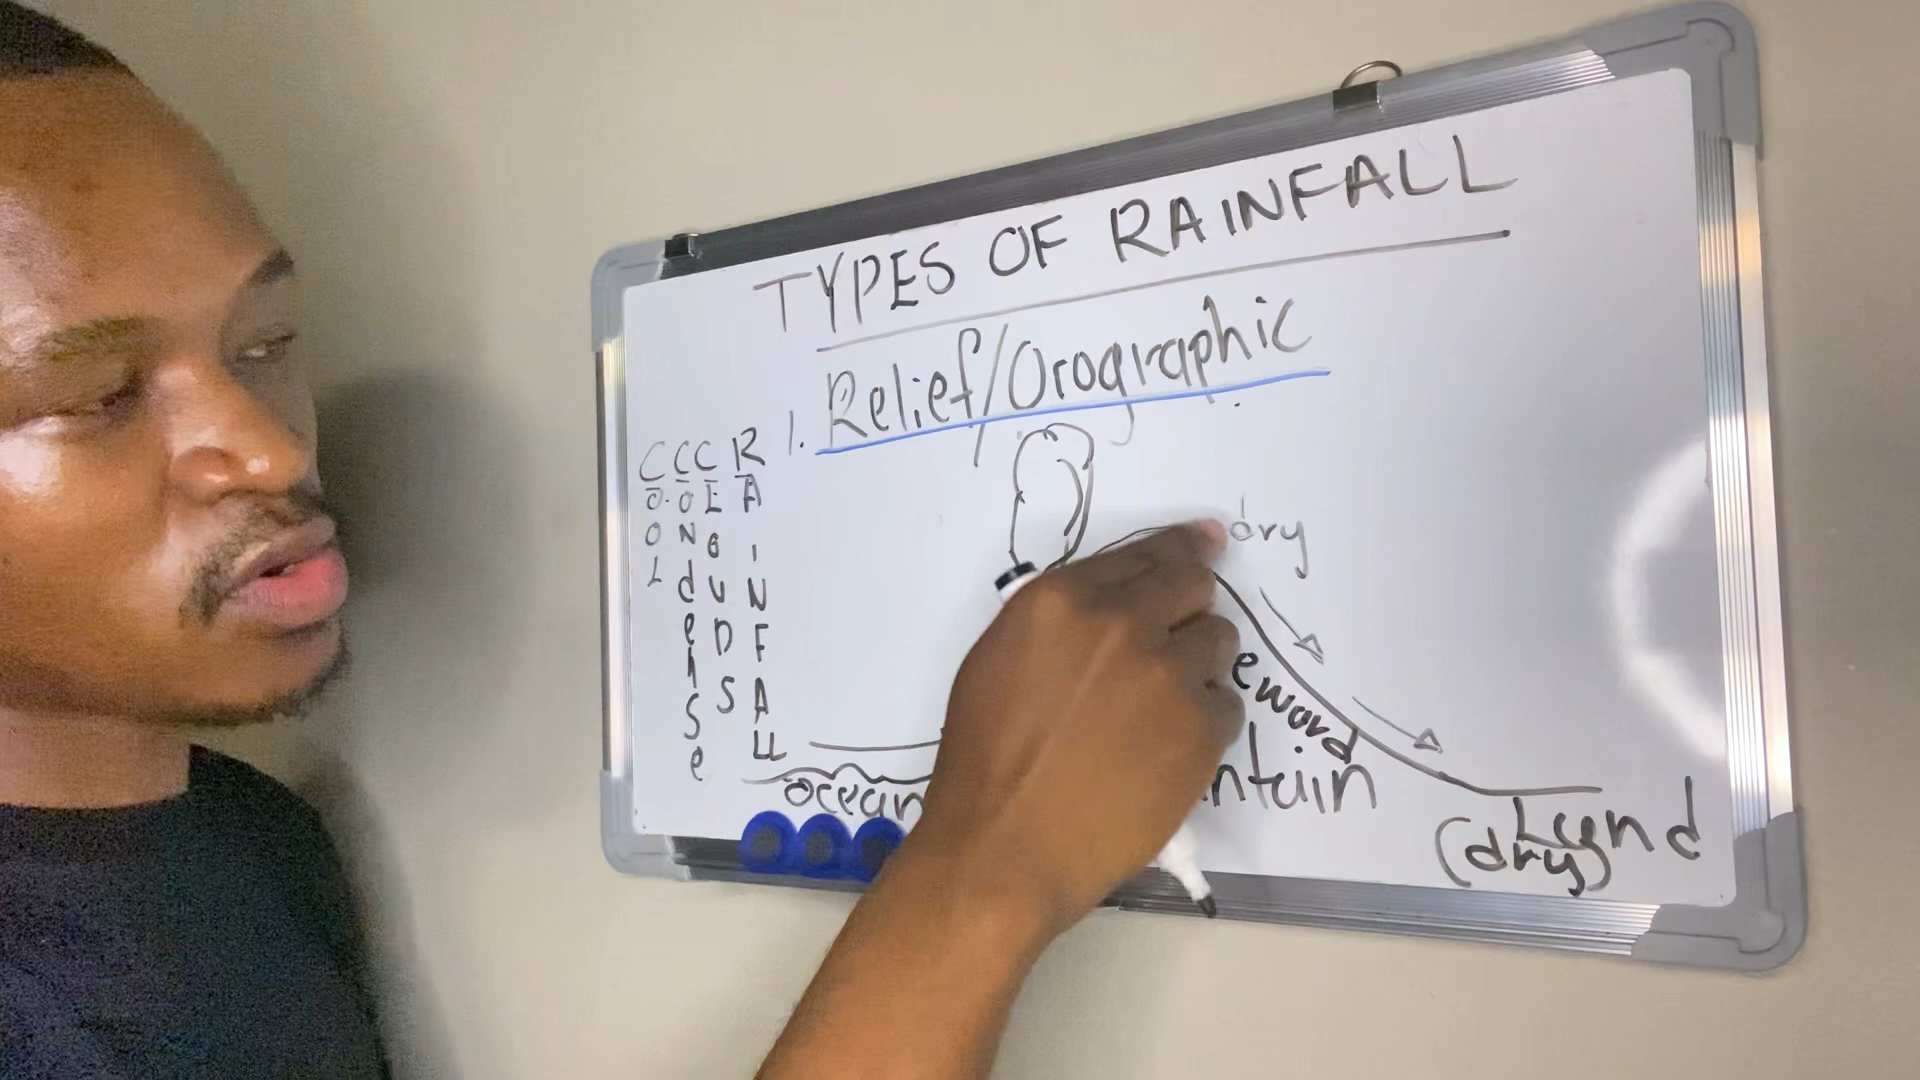 TYPES OF RAINFALL
1. Relief/Orographic
COOL
CONdeNSe
CLOUDS
RAINFALL
dry
eward
ocean
ntain
Land
(dry)